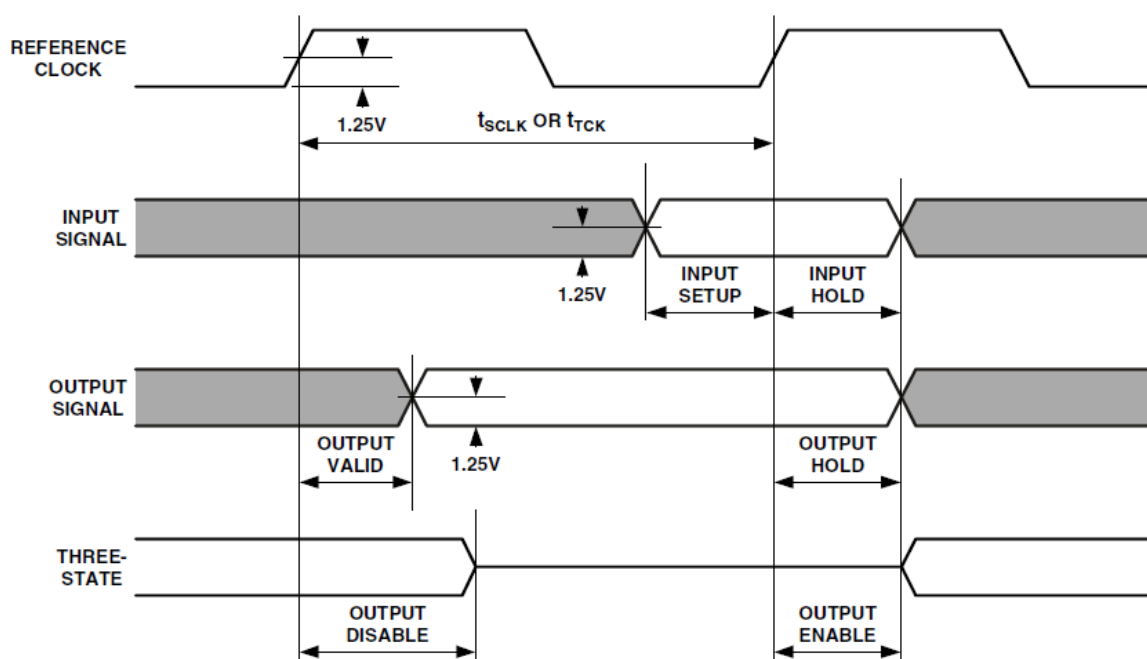 REFERENCE
CLOCK
1.25V
tSCLK OR tTCK
INPUT
SIGNAL
1.25V
INPUT
SETUP
INPUT
HOLD
OUTPUT
SIGNAL
OUTPUT
VALID
1.25V
OUTPUT
HOLD
THREE-
STATE
OUTPUT
DISABLE
OUTPUT
ENABLE